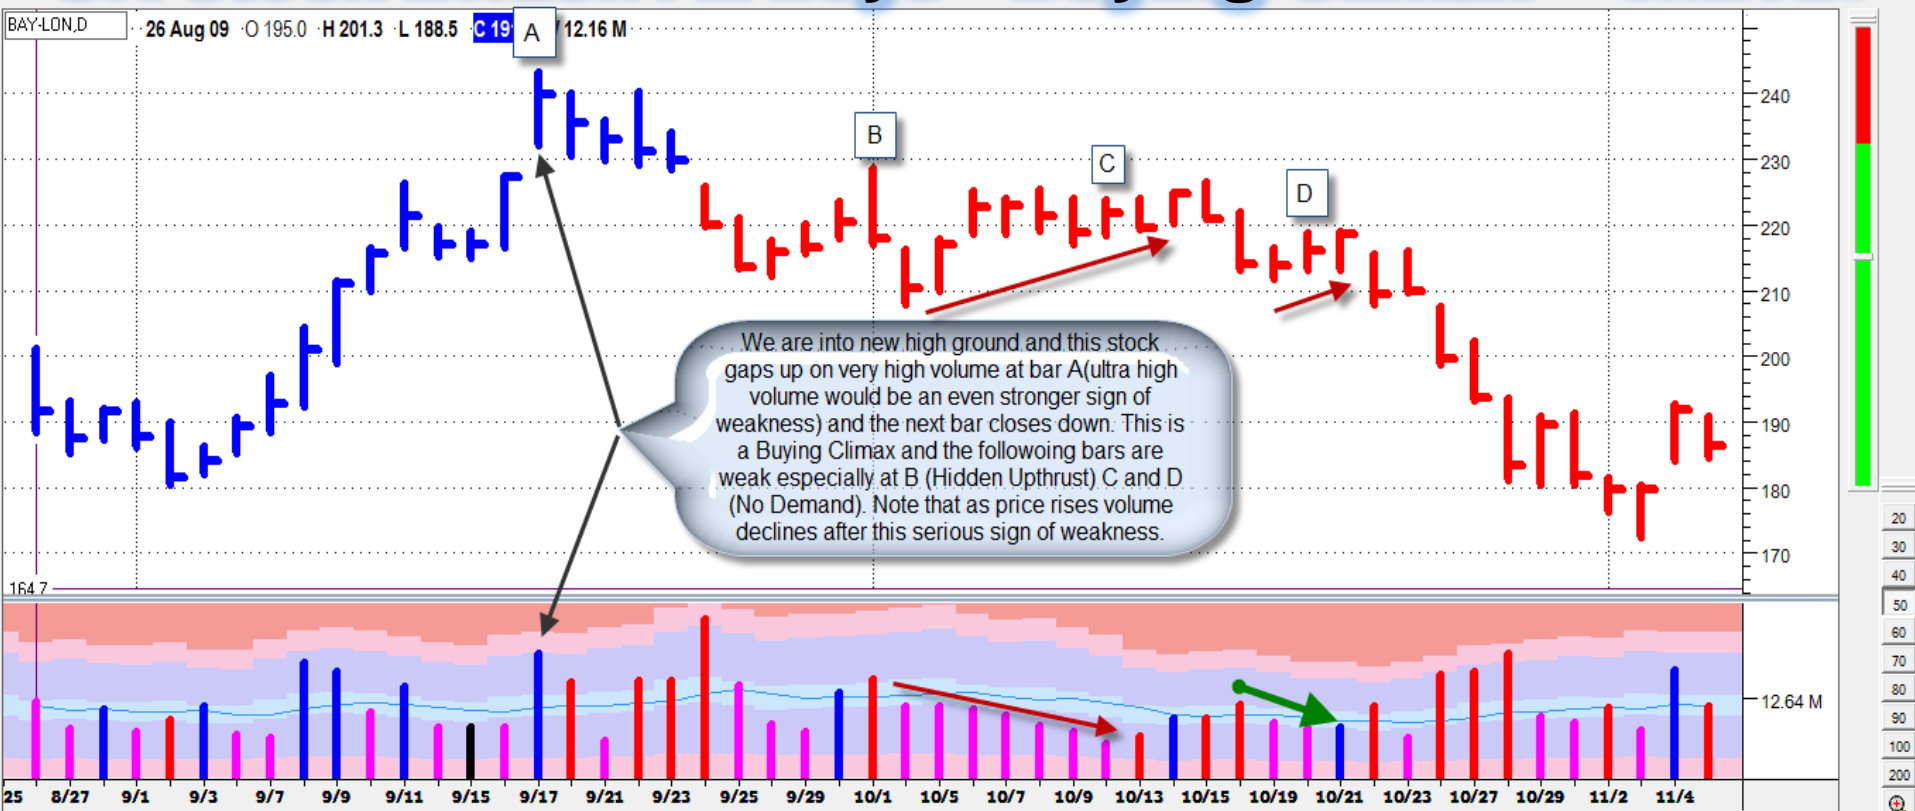 BAY-LON,D
26 Aug 09 ·O 195.0 ·H 201.3 ·L 188.5 C 19 12.16 M
A
B
C
D
240
230
220
210
200
190
180
170
We are into new high ground and this stock
gaps up on very high volume at bar A(ultra high
volume would be an even stronger sign of
weakness) and the next bar closes down. This is
a Buying Climax and the followoing bars are
weak especially at B (Hidden Upthrust) C and D
(No Demand). Note that as price rises volume
declines after this serious sign of weakness.
164.7
12.64 M
20
30
40
50
60
70
80
90
100
200
25 8/27 9/1 9/3 9/7 9/9 9/11 9/15 9/17 9/21 9/23 9/25 9/29 10/1 10/5 10/7 10/9 10/13 10/15 10/19 10/21 10/23 10/27 10/29 11/2 11/4